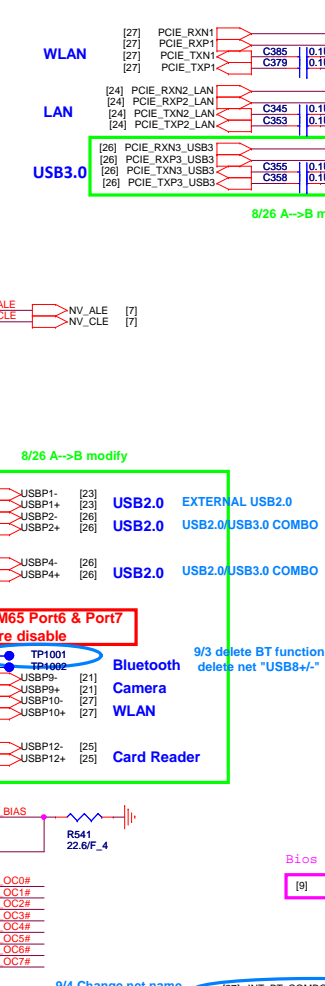 [27] PCIE_RXN1
[27] PCIE_RXP1
WLAN [27] PCIE_TXN1 C385
[27] PCIE_TXP1 C379
[24] PCIE_RXN2_LAN
[24] PCIE_RXP2_LAN
LAN [24] PCIE_TXN2_LAN C345
[24] PCIE_TXP2_LAN C353
[26] PCIE_RXN3_USB3
[26] PCIE_RXP3_USB3
USB3.0 [26] PCIE_TXN3_USB3 C355
[26] PCIE_TXP3_USB3 C358
8/26 A-->B
NV_ALE [7]
NV_CLE [7]
8/26 A-->B modify
USBP1- [23]
USBP1+ [23] USB2.0 EXTERNAL USB2.0
USBP2- [26]
USBP2+ [26] USB2.0 USB2.0/USB3.0 COMBO
USBP4- [26]
USBP4+ [26] USB2.0 USB2.0/USB3.0 COMBO
M65 Port6 & Port7
re disable
TP1001 9/3 delete BT function
TP1002 Bluetooth delete net "USB8+/-"
USBP9- [21]
USBP9+ [21] Camera
USBP10- [27]
USBP10+ [27] WLAN
USBP12- [25]
USBP12+ [25] Card Reader
BIAS
R541
22.6/F_4
Bios
[9]
OC0#
OC1#
OC2#
OC3#
OC4#
OC5#
OC6#
OC7#
9/4 Change net name